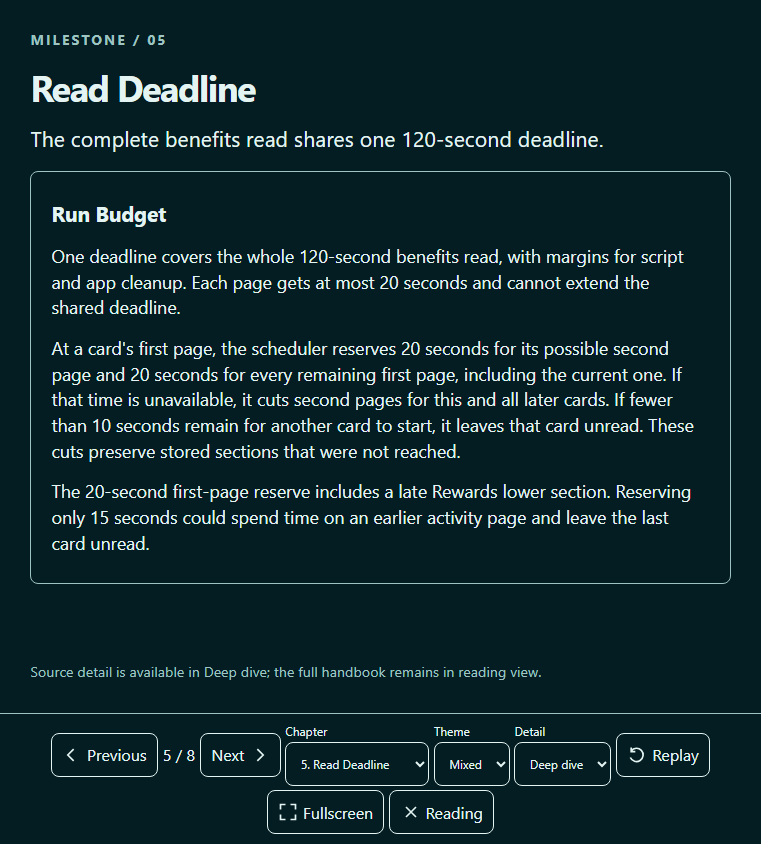 MILESTONE / 05
Read Deadline
The complete benefits read shares one 120-second deadline.
Run Budget
One deadline covers the whole 120-second benefits read, with margins for script
and app cleanup. Each page gets at most 20 seconds and cannot extend the
shared deadline.
At a card's first page, the scheduler reserves 20 seconds for its possible second
page and 20 seconds for every remaining first page, including the current one. If
that time is unavailable, it cuts second pages for this and all later cards. If fewer
than 10 seconds remain for another card to start, it leaves that card unread. These
cuts preserve stored sections that were not reached.
The 20-second first-page reserve includes a late Rewards lower section. Reserving
only 15 seconds could spend time on an earlier activity page and leave the last
card unread.
Source detail is available in Deep dive; the full handbook remains in reading view.
Chapter Theme Detail
Previous 5 / 8 Next 5. Read Deadline Mixed Deep dive Replay
Fullscreen Reading